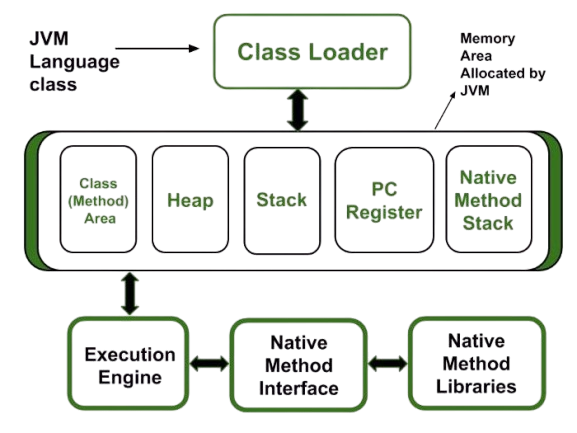 JVM
Language
class
Class Loader
Memory
Area
Allocated by
JVM
Class
(Method)
Area
Heap
Stack
PC
Register
Native
Method
Stack
Execution
Engine
Native
Method
Interface
Native
Method
Libraries